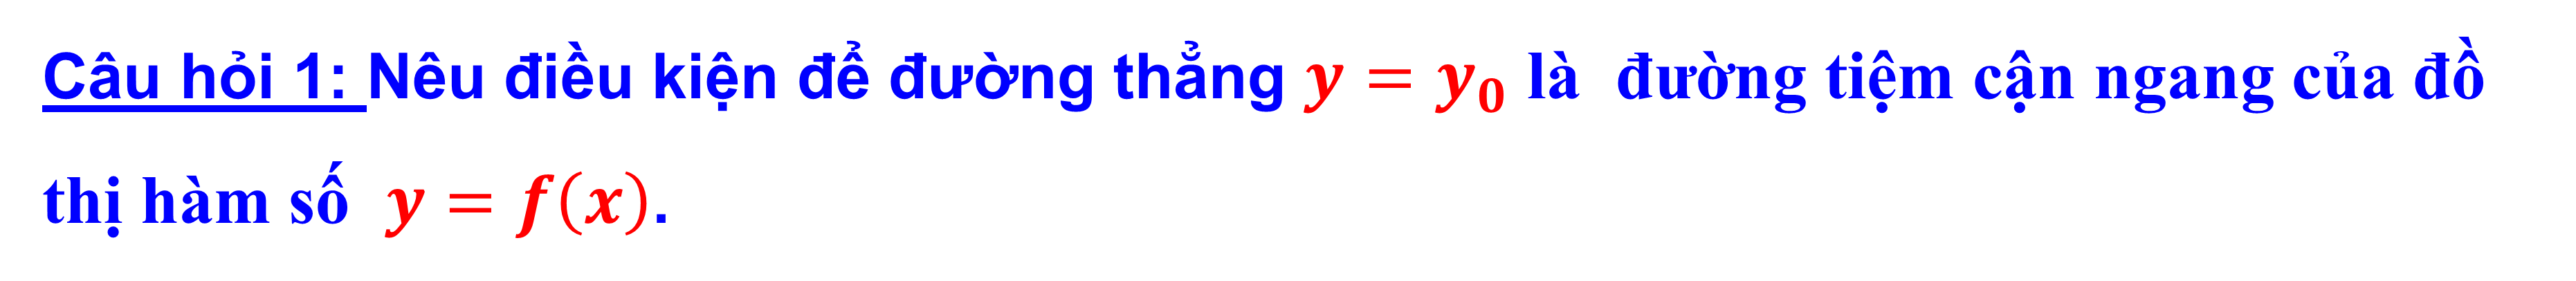 Câu hỏi 1: Nêu điều kiện để đường thẳng y = y₀ là đường tiệm cận ngang của đồ
thị hàm số y = f(x).